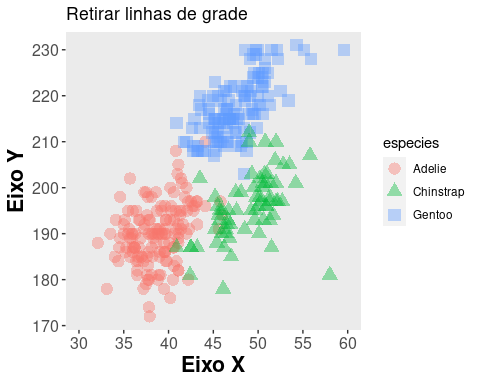 Retirar linhas de grade
230
220
210
200
190
180
170
Eixo Y
30 35 40 45 50 55 60
Eixo X
especies
Adelie
Chinstrap
Gentoo